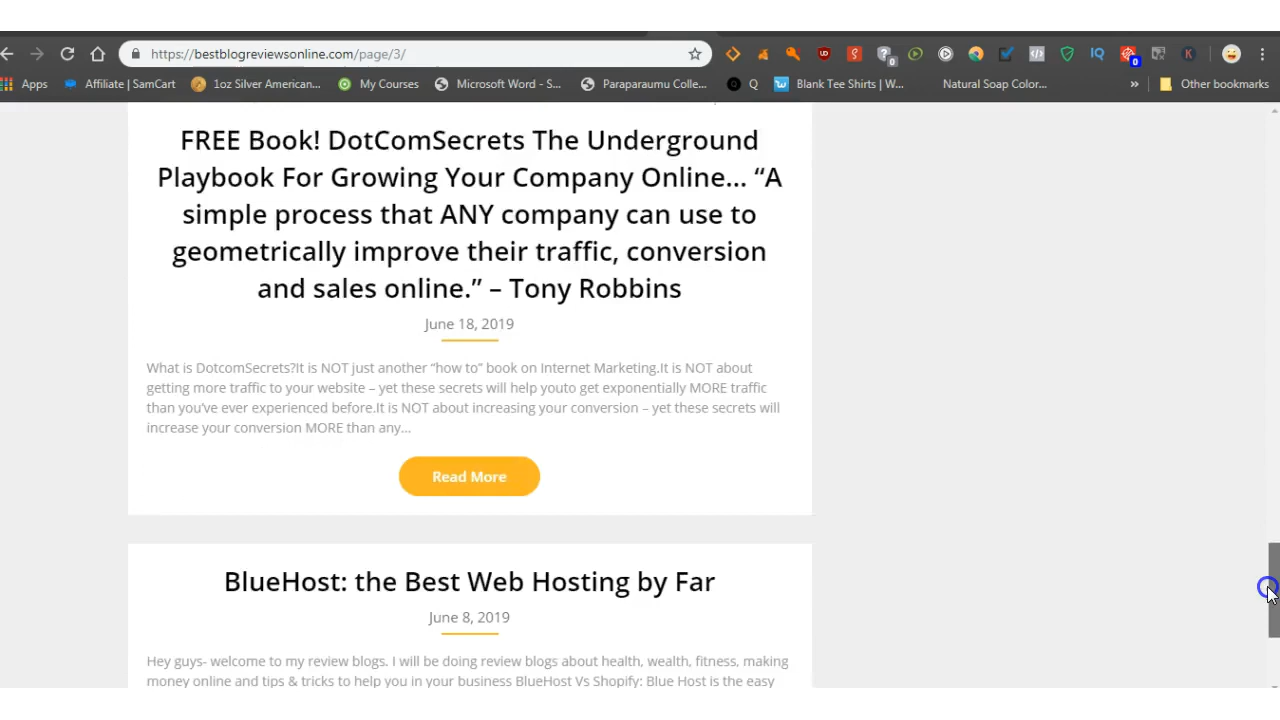 https://bestblogreviewsonline.com/page/3/
Apps
Affiliate | SamCart
1oz Silver American...
My Courses
Microsoft Word - S...
Paraparaumu Colle...
Q
Blank Tee Shirts | W...
Natural Soap Color...
»
Other bookmarks
FREE Book! DotComSecrets The Underground
Playbook For Growing Your Company Online... “A
simple process that ANY company can use to
geometrically improve their traffic, conversion
and sales online.” – Tony Robbins
June 18, 2019
What is DotcomSecrets?It is NOT just another “how to” book on Internet Marketing.It is NOT about
getting more traffic to your website – yet these secrets will help youto get exponentially MORE traffic
than you’ve ever experienced before.It is NOT about increasing your conversion – yet these secrets will
increase your conversion MORE than any...
Read More
BlueHost: the Best Web Hosting by Far
June 8, 2019
Hey guys- welcome to my review blogs. I will be doing review blogs about health, wealth, fitness, making
money online and tips & tricks to help you in your business BlueHost Vs Shopify: Blue Host is the easy